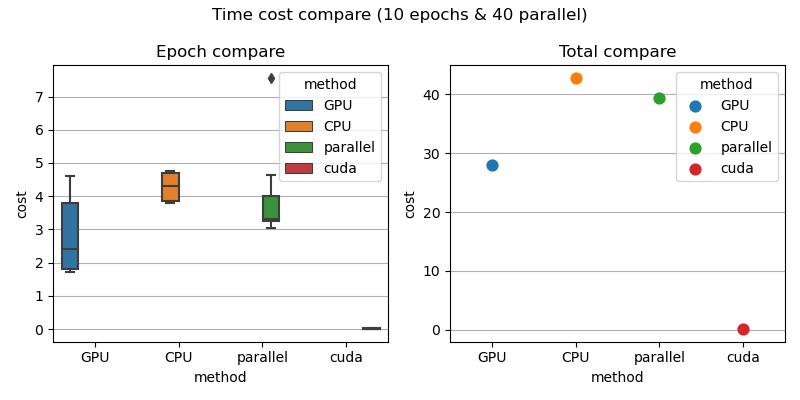 Time cost compare (10 epochs & 40 parallel)
Epoch compare
cost
7
6
5
4
3
2
1
0
method
GPU
CPU
parallel
cuda
GPU CPU parallel cuda
method
Total compare
cost
40
30
20
10
0
method
GPU
CPU
parallel
cuda
GPU CPU parallel cuda
method